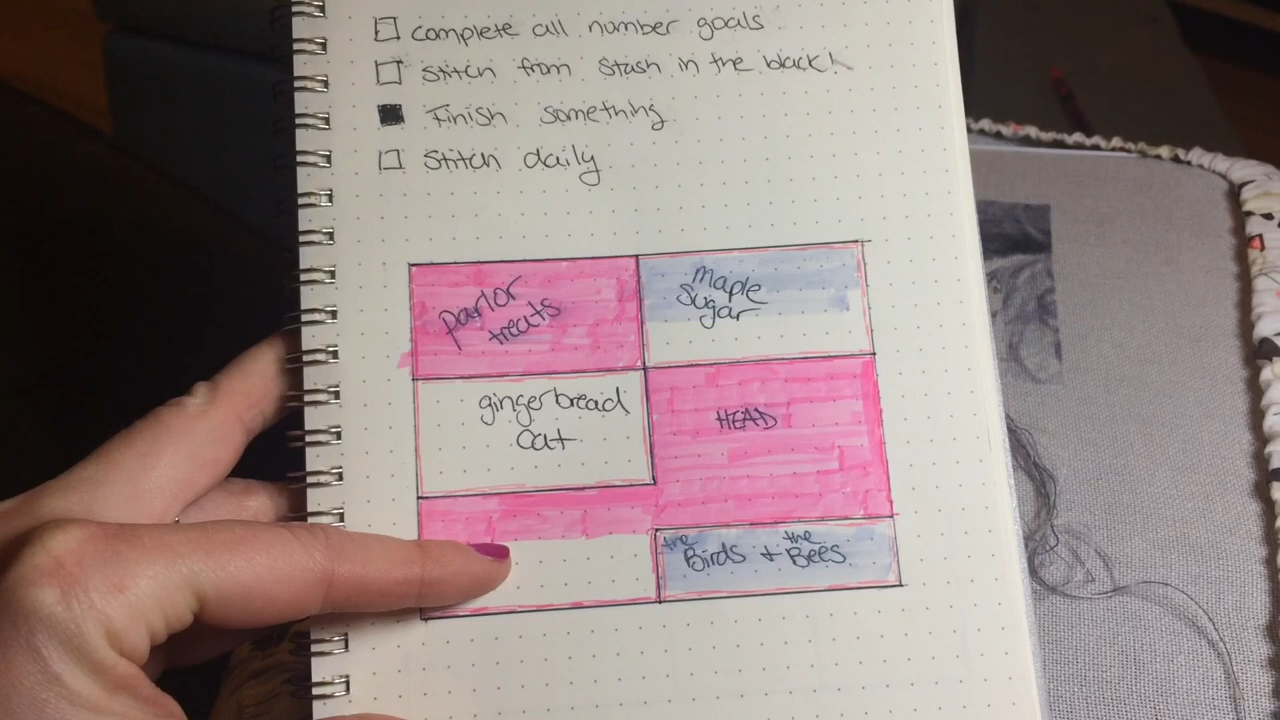 complete all number goals
Stitch from Stash in the black!
Finish something
Stitch daily
parlor
treats
maple
sugar
gingerbread
cat
HEAD
the Birds + the Bees